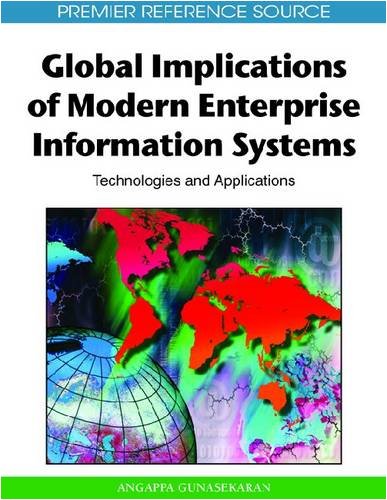 PREMIER REFERENCE SOURCE
Global Implications
of Modern Enterprise
Information Systems
Technologies and Applications
ANGAPPA GUNASEKARAN